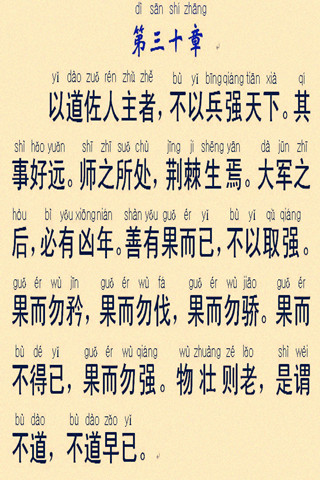 dì sān shí zhāng
第三十章
yǐ dào zuǒ rén zhǔ zhě bù yǐ bīng qiáng tiān xià qí
以道佐人主者，不以兵强天下。其
shì hǎo yuǎn shī zhī suǒ chù jīng jí shēng yān dà jūn zhī
事好远。师之所处，荆棘生焉。大军之
hòu bì yǒu xiōng nián shàn yǒu guǒ ér yǐ bù yǐ qǔ qiáng
后，必有凶年。善有果而已，不以取强。
guǒ ér wù jīn guǒ ér wù fá guǒ ér wù jiāo guǒ ér
果而勿矜，果而勿伐，果而勿骄。果而
bù dé yǐ guǒ ér wù qiáng wù zhuàng zé lǎo shì wèi
不得已，果而勿强。物壮则老，是谓
bù dào bù dào zǎo yǐ
不道，不道早已。